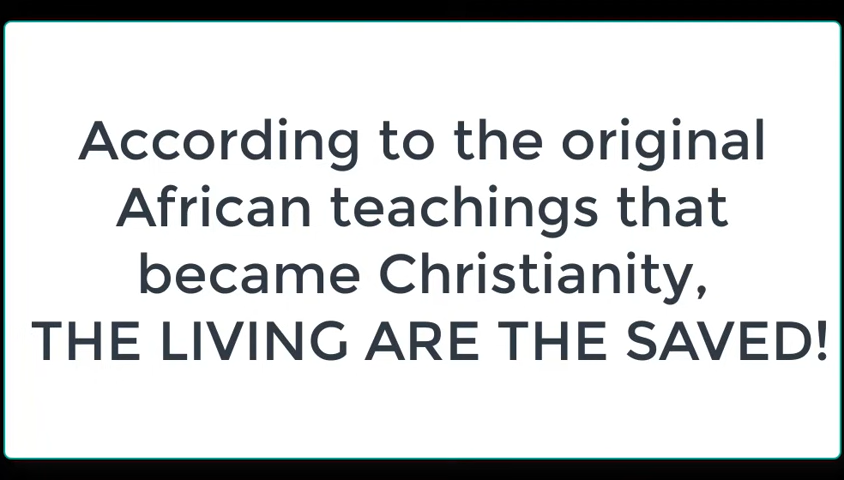 According to the original
African teachings that
became Christianity,
THE LIVING ARE THE SAVED!